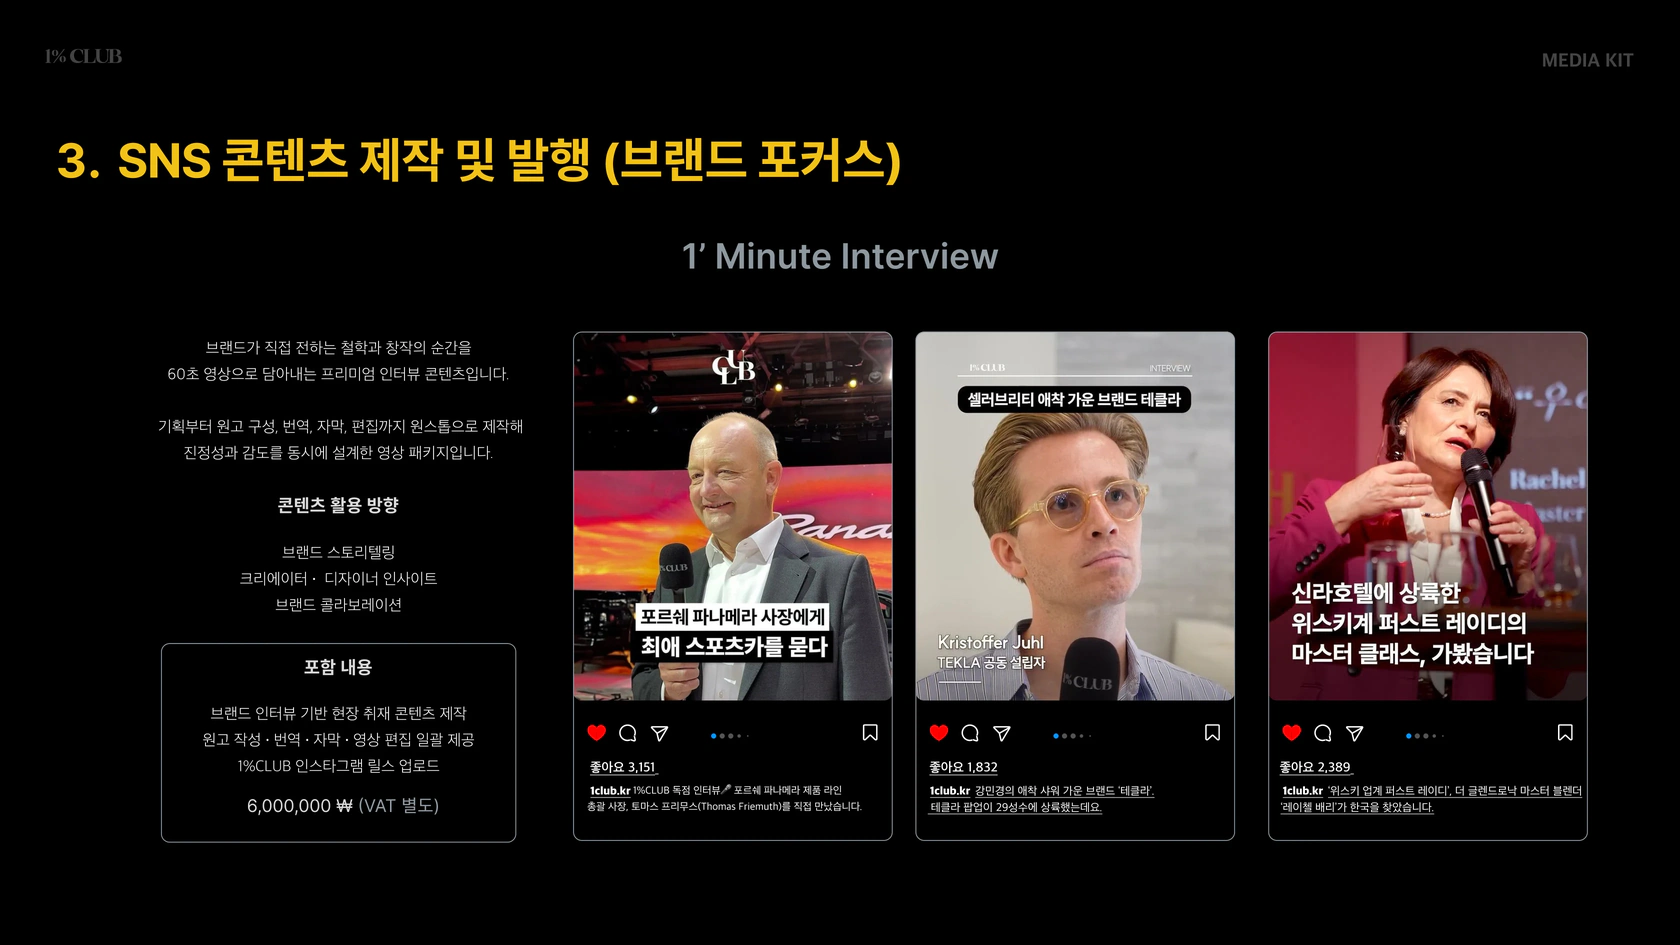 1% CLUB
MEDIA KIT
3. SNS 콘텐츠 제작 및 발행 (브랜드 포커스)
1’ Minute Interview
브랜드가 직접 전하는 철학과 창작의 순간을
60초 영상으로 담아내는 프리미엄 인터뷰 콘텐츠입니다.
기획부터 원고 구성, 번역, 자막, 편집까지 원스톱으로 제작해
진정성과 감도를 동시에 설계한 영상 패키지입니다.
콘텐츠 활용 방향
브랜드 스토리텔링
크리에이터 · 디자이너 인사이트
브랜드 콜라보레이션
포함 내용
브랜드 인터뷰 기반 현장 취재 콘텐츠 제작
원고 작성 · 번역 · 자막 · 영상 편집 일괄 제공
1%CLUB 인스타그램 릴스 업로드
6,000,000 ₩ (VAT 별도)
CLUB
Pana
1%CLUB
포르쉐 파나메라 사장에게
최애 스포츠카를 묻다
좋아요 3,151
1club.kr 1%CLUB 독점 인터뷰🎤 포르쉐 파나메라 제품 라인
총괄 사장, 토마스 프리무스(Thomas Friemuth)를 직접 만났습니다.
1% CLUB
INTERVIEW
셀러브리티 애착 가운 브랜드 테클라
Kristoffer Juhl
TEKLA 공동 설립자
1% CLUB
좋아요 1,832
1club.kr 강민경의 애착 샤워 가운 브랜드 '테클라'.
테클라 팝업이 29성수에 상륙했는데요.
Rachel
aster
신라호텔에 상륙한
위스키계 퍼스트 레이디의
마스터 클래스, 가봤습니다
좋아요 2,389
1club.kr '위스키 업계 퍼스트 레이디', 더 글렌드로낙 마스터 블렌더
'레이첼 배리'가 한국을 찾았습니다.